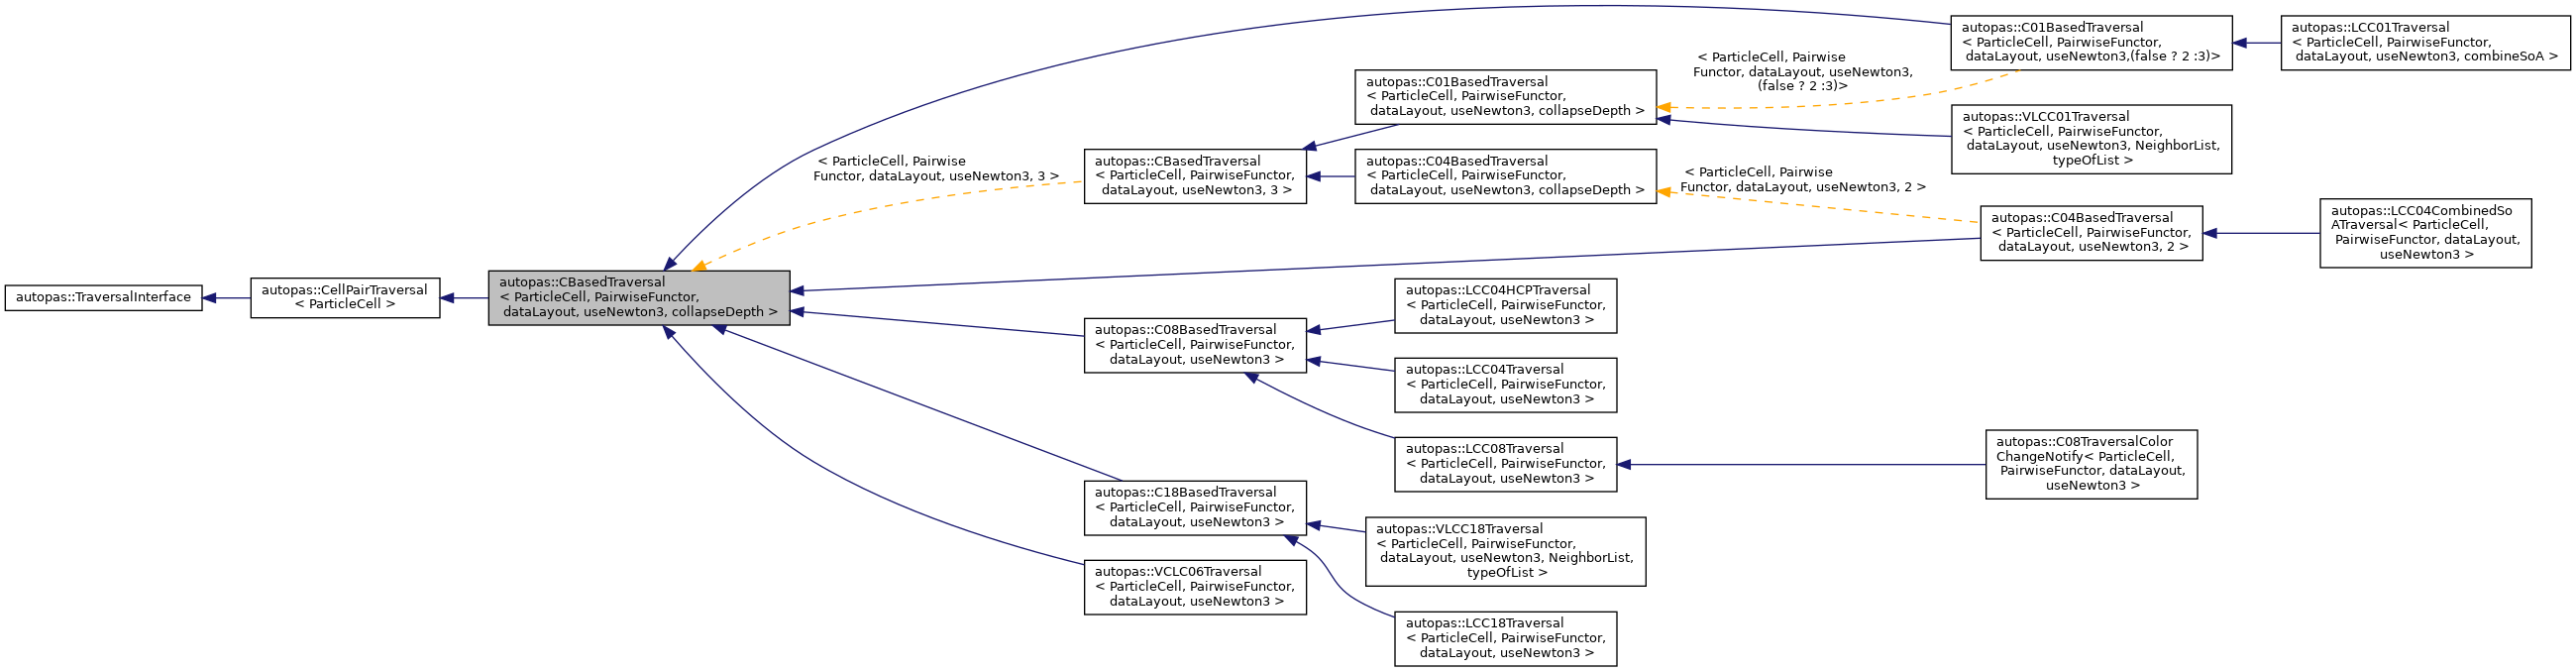 autopas::TraversalInterface
autopas::CellPairTraversal
< ParticleCell >
autopas::CBasedTraversal
< ParticleCell, PairwiseFunctor,
dataLayout, useNewton3, collapseDepth >
< ParticleCell, Pairwise
Functor, dataLayout, useNewton3, 3 >
autopas::CBasedTraversal
< ParticleCell, PairwiseFunctor,
dataLayout, useNewton3, 3 >
autopas::C08BasedTraversal
< ParticleCell, PairwiseFunctor,
dataLayout, useNewton3 >
autopas::C18BasedTraversal
< ParticleCell, PairwiseFunctor,
dataLayout, useNewton3 >
autopas::VCLC06Traversal
< ParticleCell, PairwiseFunctor,
dataLayout, useNewton3 >
autopas::C01BasedTraversal
< ParticleCell, PairwiseFunctor,
dataLayout, useNewton3, collapseDepth >
autopas::C04BasedTraversal
< ParticleCell, PairwiseFunctor,
dataLayout, useNewton3, collapseDepth >
autopas::LCC04HCPTraversal
< ParticleCell, PairwiseFunctor,
dataLayout, useNewton3 >
autopas::LCC04Traversal
< ParticleCell, PairwiseFunctor,
dataLayout, useNewton3 >
autopas::LCC08Traversal
< ParticleCell, PairwiseFunctor,
dataLayout, useNewton3 >
autopas::VLCC18Traversal
< ParticleCell, PairwiseFunctor,
dataLayout, useNewton3, NeighborList,
typeOfList >
autopas::LCC18Traversal
< ParticleCell, PairwiseFunctor,
dataLayout, useNewton3 >
< ParticleCell, Pairwise
Functor, dataLayout, useNewton3,
(false ? 2 :3)>
< ParticleCell, Pairwise
Functor, dataLayout, useNewton3, 2 >
autopas::C01BasedTraversal
< ParticleCell, PairwiseFunctor,
dataLayout, useNewton3,(false ? 2 :3)>
autopas::VLCC01Traversal
< ParticleCell, PairwiseFunctor,
dataLayout, useNewton3, NeighborList,
typeOfList >
autopas::C04BasedTraversal
< ParticleCell, PairwiseFunctor,
dataLayout, useNewton3, 2 >
autopas::C08TraversalColor
ChangeNotify< ParticleCell,
PairwiseFunctor, dataLayout,
useNewton3 >
autopas::LCC01Traversal
< ParticleCell, PairwiseFunctor,
dataLayout, useNewton3, combineSoA >
autopas::LCC04CombinedSo
ATraversal< ParticleCell,
PairwiseFunctor, dataLayout,
useNewton3 >